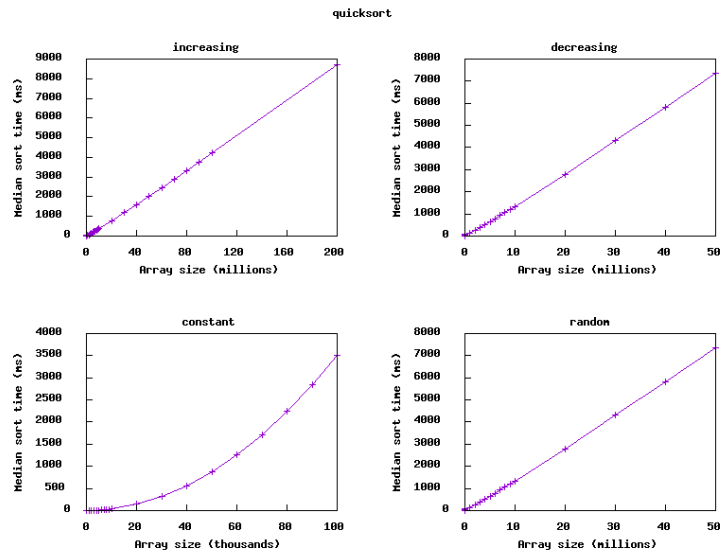 quicksort
increasing
Median sort time (ms)
9000
8000
7000
6000
5000
4000
3000
2000
1000
0
0 40 80 120 160 200
Array size (millions)
decreasing
Median sort time (ms)
8000
7000
6000
5000
4000
3000
2000
1000
0
0 10 20 30 40 50
Array size (millions)
constant
Median sort time (ms)
4000
3500
3000
2500
2000
1500
1000
500
0
0 20 40 60 80 100
Array size (thousands)
random
Median sort time (ms)
8000
7000
6000
5000
4000
3000
2000
1000
0
0 10 20 30 40 50
Array size (millions)